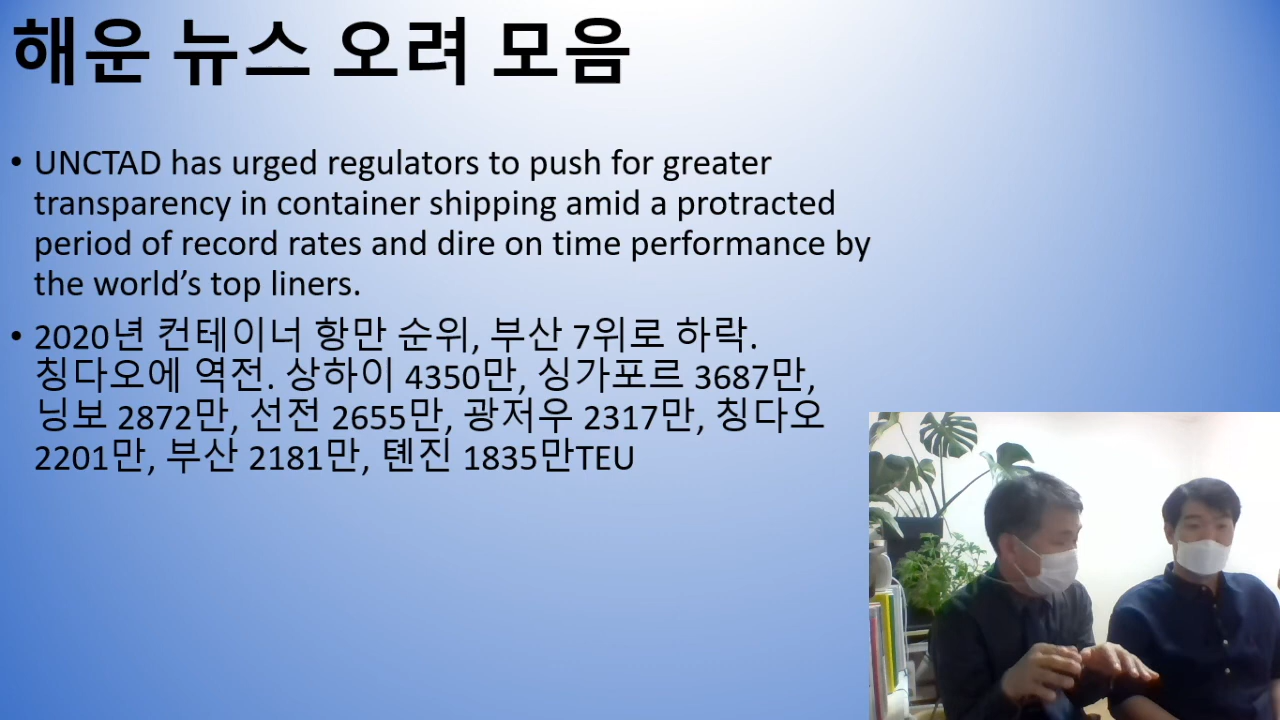 해운 뉴스 오려 모음
• UNCTAD has urged regulators to push for greater
transparency in container shipping amid a protracted
period of record rates and dire on time performance by
the world’s top liners.
• 2020년 컨테이너 항만 순위, 부산 7위로 하락.
칭다오에 역전. 상하이 4350만, 싱가포르 3687만,
닝보 2872만, 선전 2655만, 광저우 2317만, 칭다오
2201만, 부산 2181만, 톈진 1835만TEU